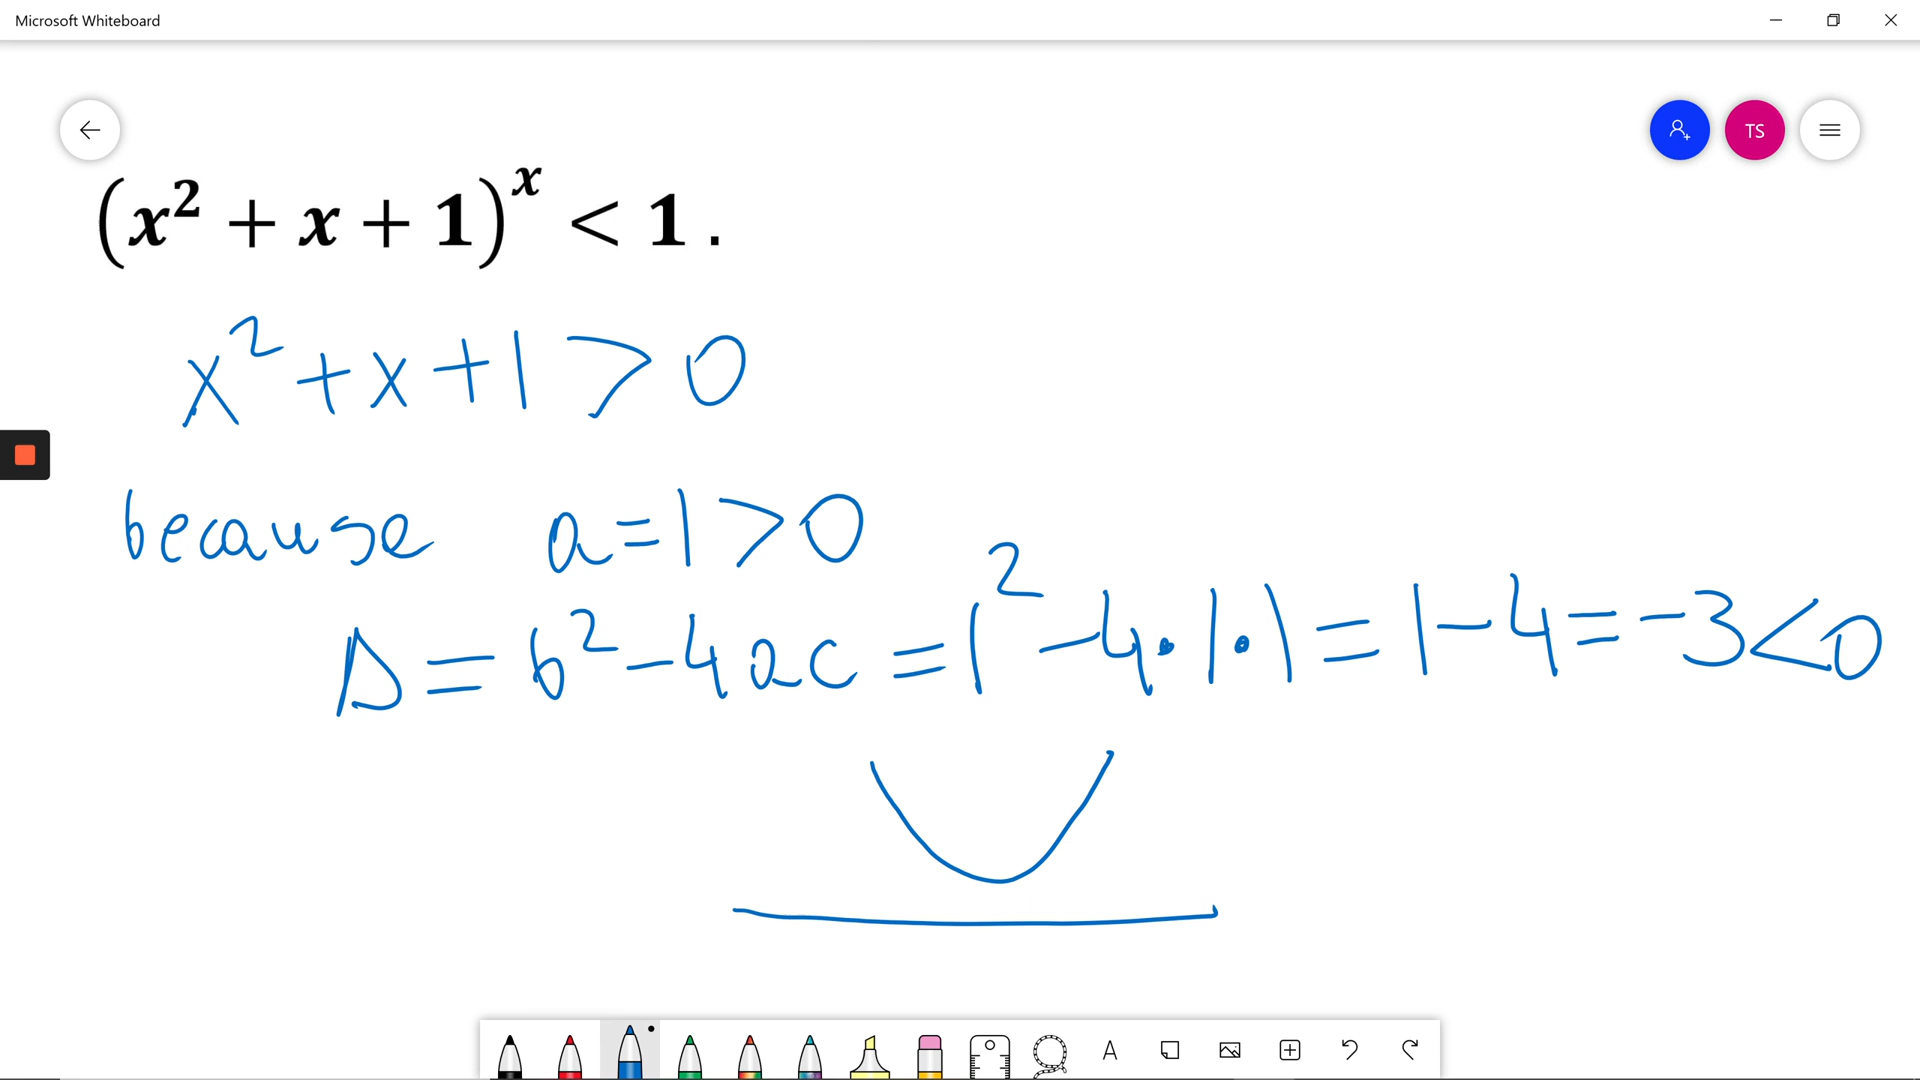 Microsoft Whiteboard
TS
(x² + x + 1)ˣ < 1 .
x² + x + 1 > 0
because a = 1 > 0
Δ = b² - 4ac = 1² - 4 · 1 · 1 = 1 - 4 = -3 < 0
A